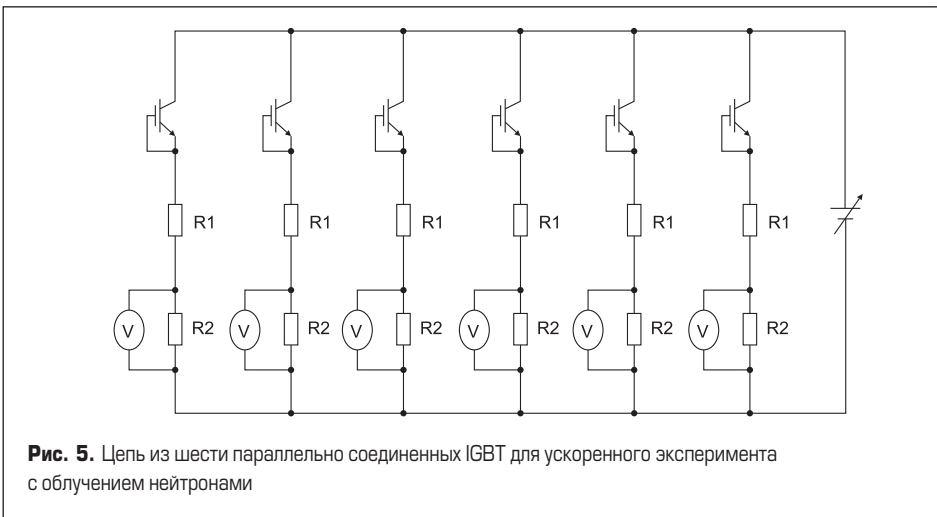 R1 R1 R1 R1 R1 R1
V R2 V R2 V R2 V R2 V R2 V R2
Рис. 5. Цепь из шести параллельно соединенных IGBT для ускоренного эксперимента
с облучением нейтронами